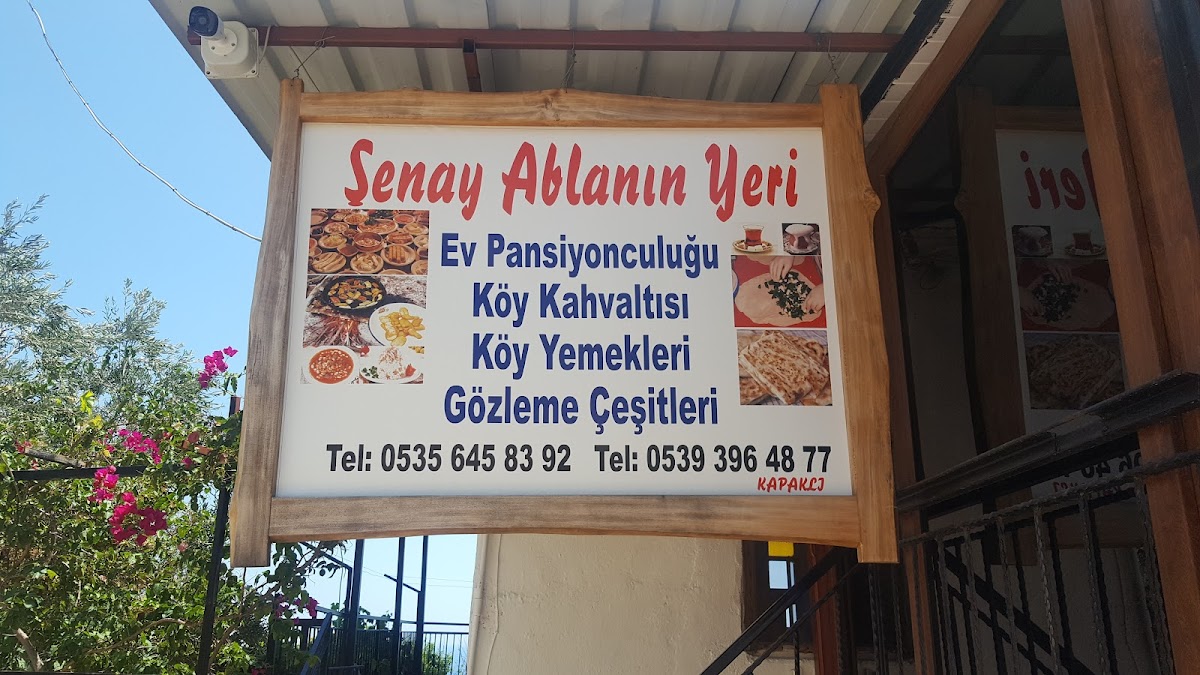 Şenay Ablanın Yeri
Ev Pansiyonculuğu
Köy Kahvaltısı
Köy Yemekleri
Gözleme Çeşitleri
Tel: 0535 645 83 92 Tel: 0539 396 48 77
KAPAKLI